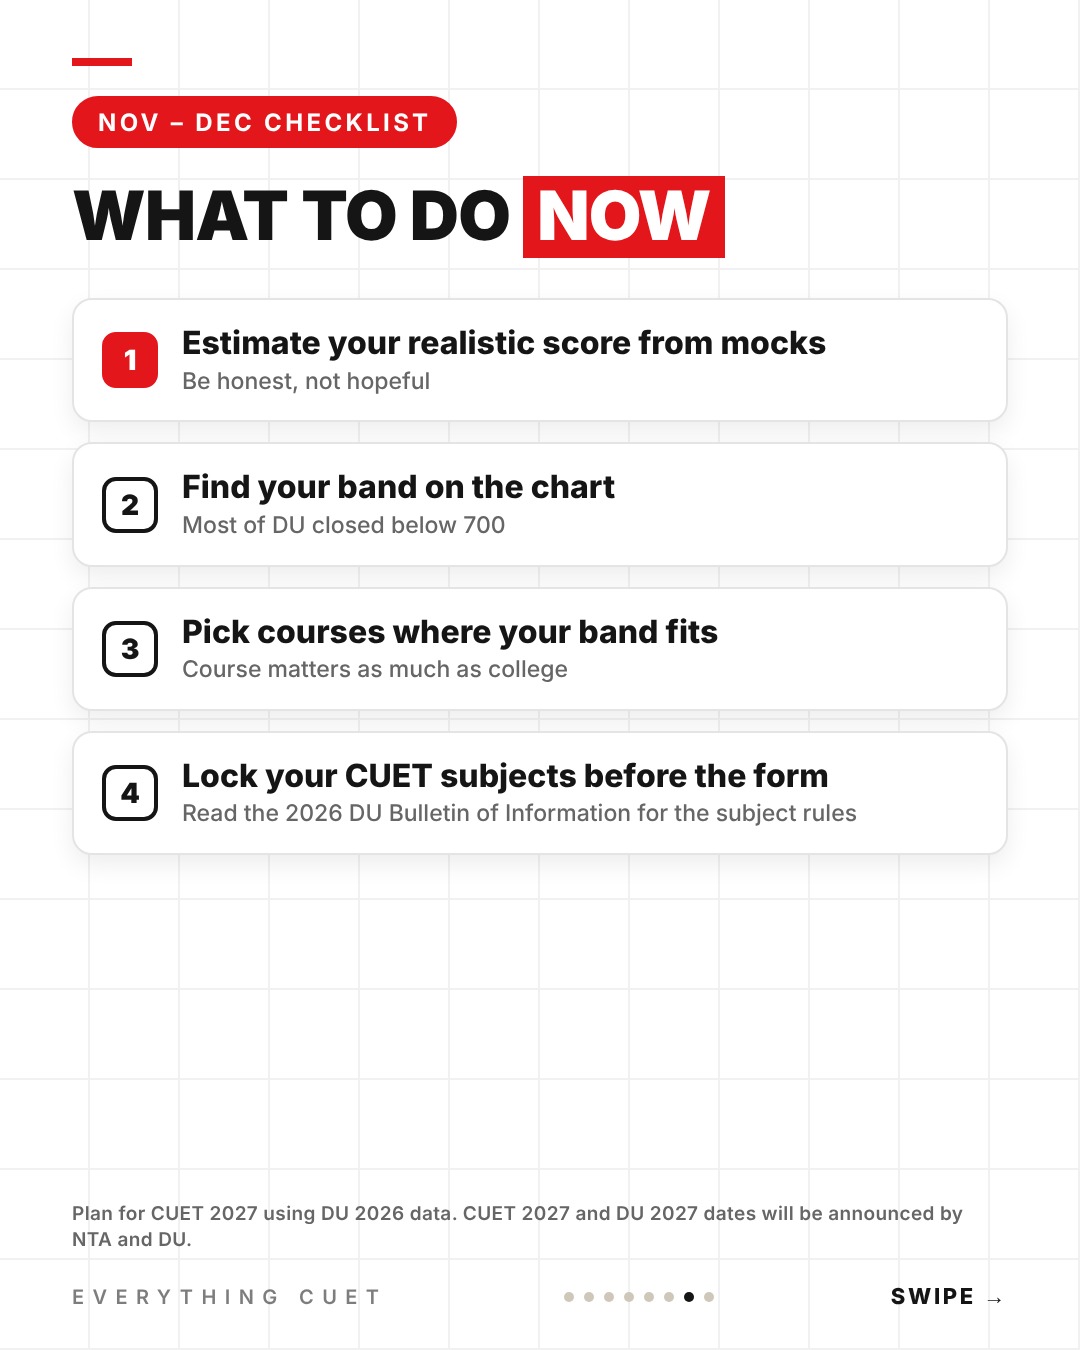 NOV – DEC CHECKLIST
WHAT TO DO NOW
1
Estimate your realistic score from mocks
Be honest, not hopeful
2
Find your band on the chart
Most of DU closed below 700
3
Pick courses where your band fits
Course matters as much as college
4
Lock your CUET subjects before the form
Read the 2026 DU Bulletin of Information for the subject rules
Plan for CUET 2027 using DU 2026 data. CUET 2027 and DU 2027 dates will be announced by
NTA and DU.
EVERYTHING CUET
SWIPE →